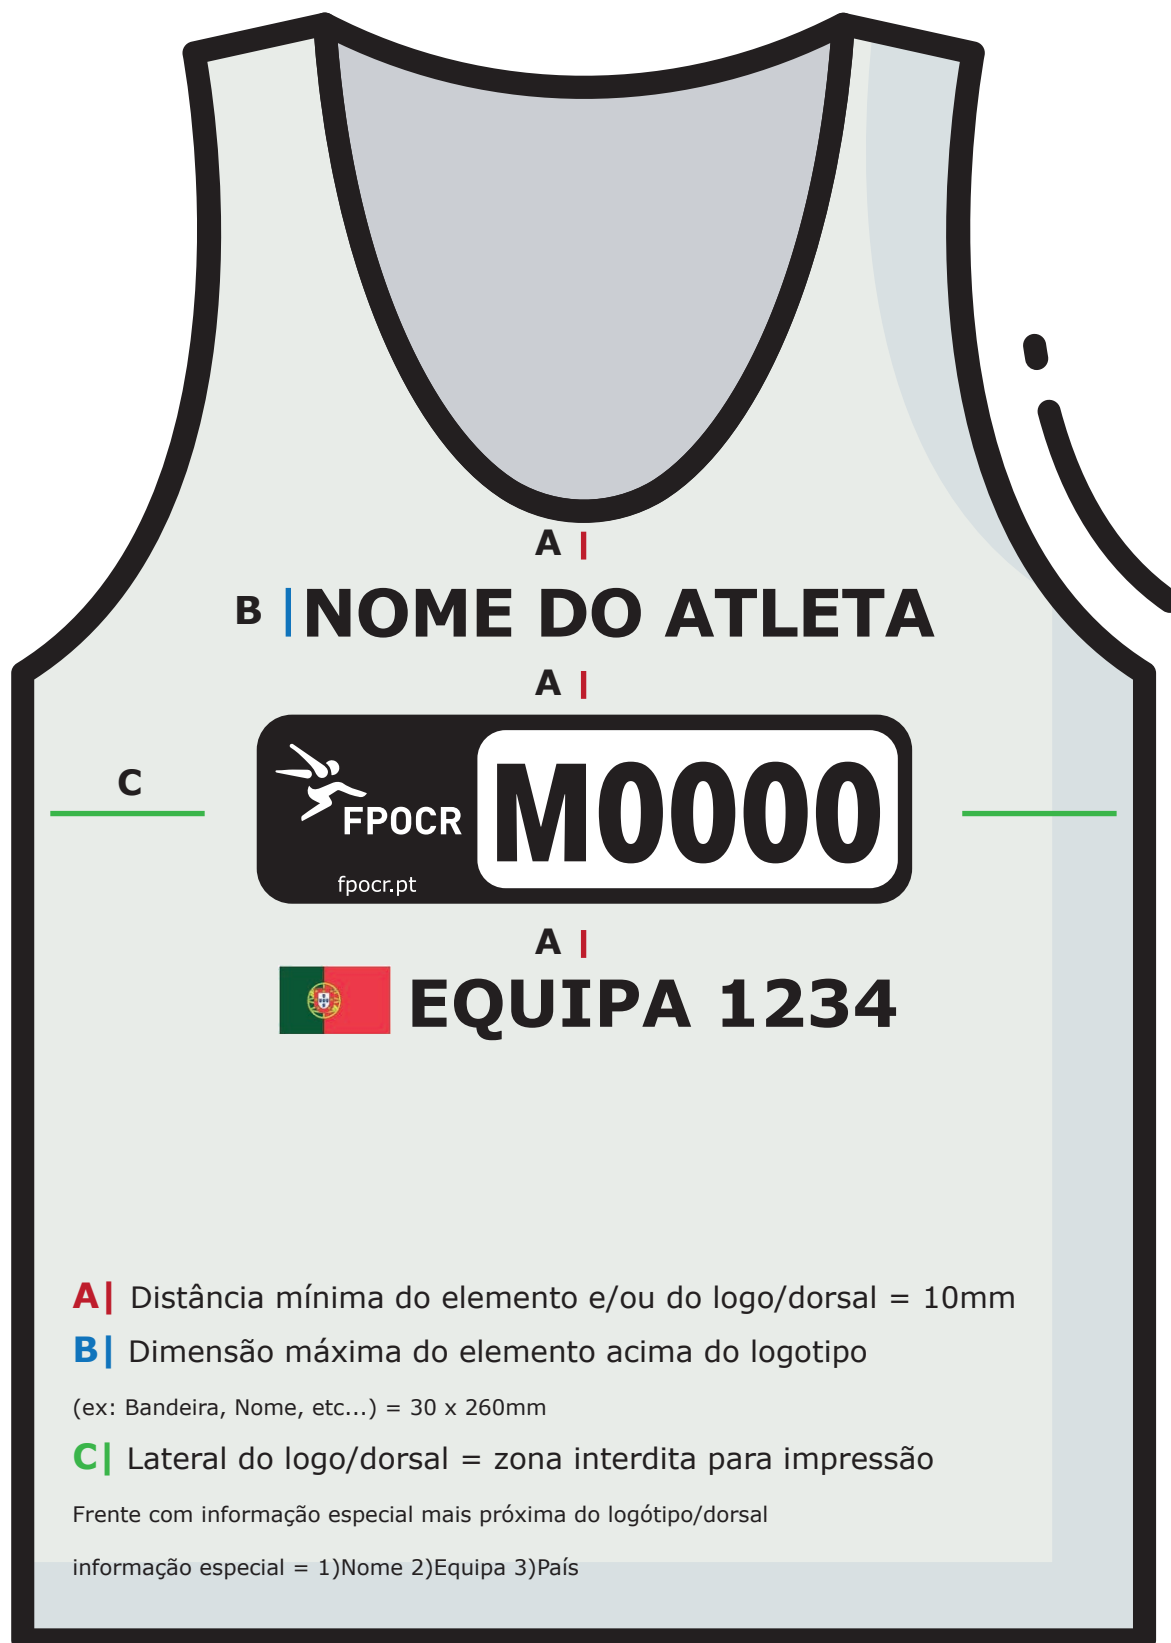 A
B NOME DO ATLETA
A
C
FPOCR
fpocr.pt
M0000
A
EQUIPA 1234
A| Distância mínima do elemento e/ou do logo/dorsal = 10mm
B| Dimensão máxima do elemento acima do logotipo
(ex: Bandeira, Nome, etc...) = 30 x 260mm
C| Lateral do logo/dorsal = zona interdita para impressão
Frente com informação especial mais próxima do logótipo/dorsal
informação especial = 1)Nome 2)Equipa 3)País